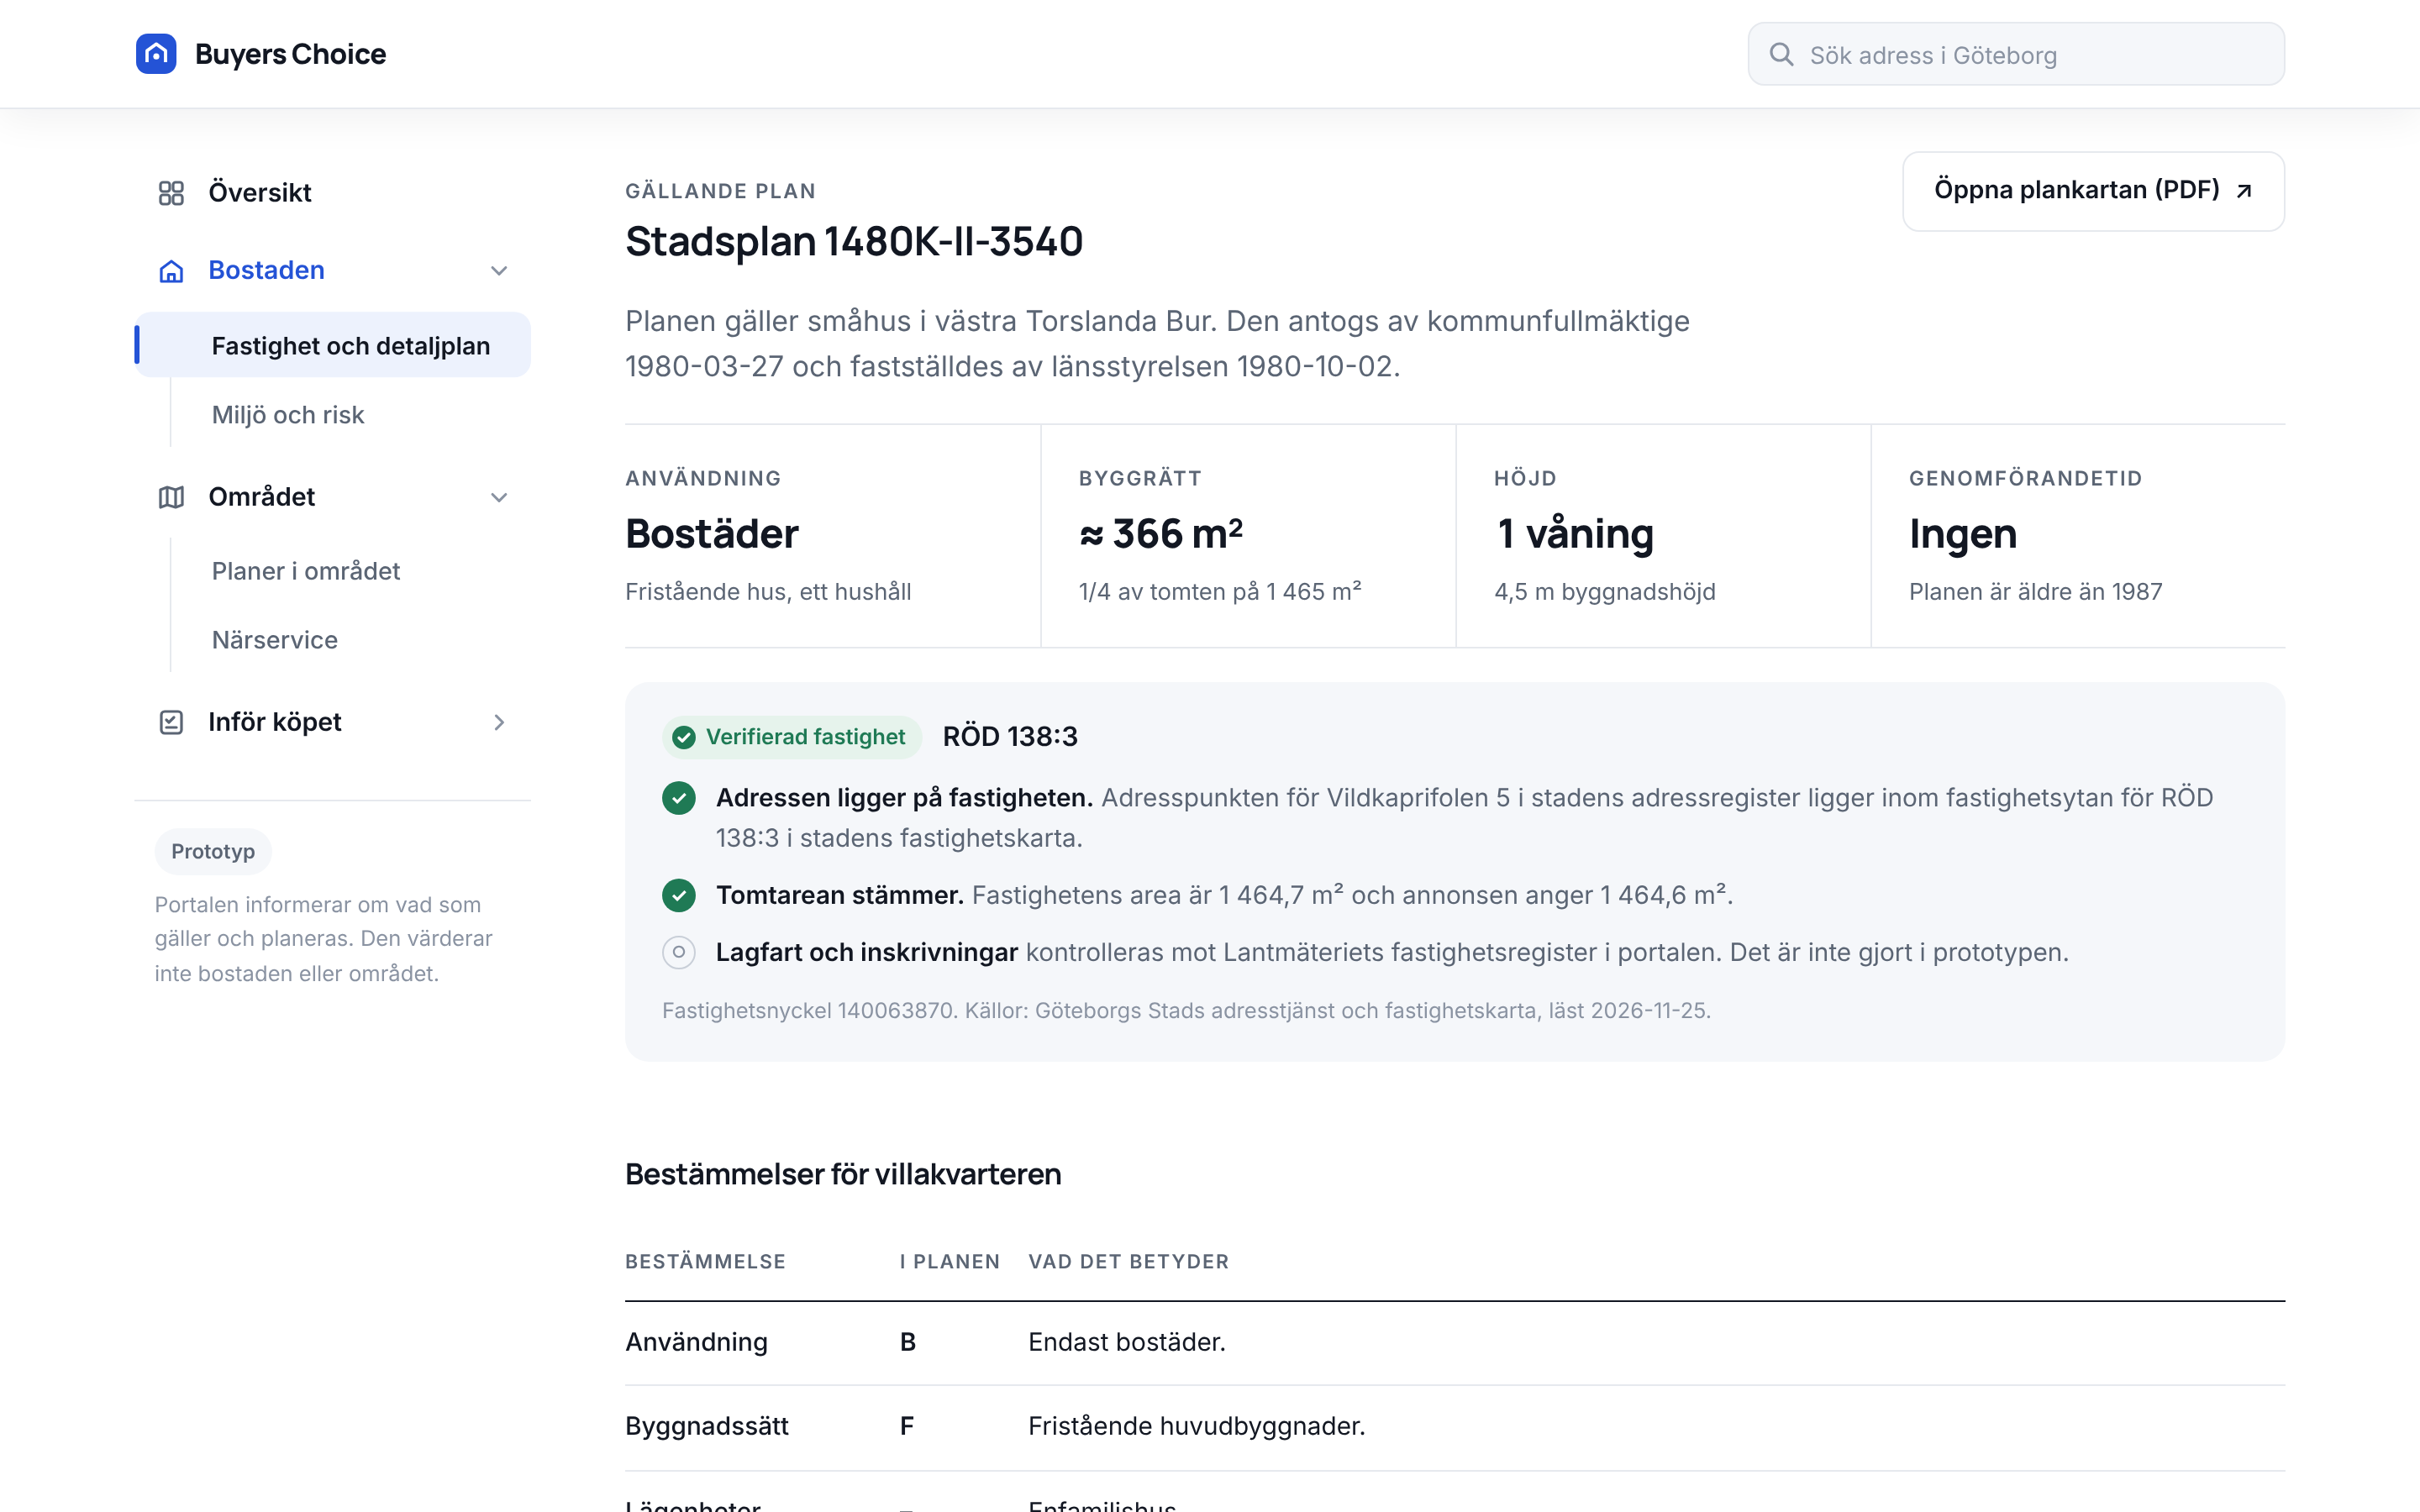 Buyers Choice
Sök adress i Göteborg
Översikt
Bostaden
Fastighet och detaljplan
Miljö och risk
Området
Planer i området
Närservice
Inför köpet
Prototyp
Portalen informerar om vad som
gäller och planeras. Den värderar
inte bostaden eller området.
GÄLLANDE PLAN
Stadsplan 1480K-II-3540
Öppna plankartan (PDF)
Planen gäller småhus i västra Torslanda Bur. Den antogs av kommunfullmäktige
1980-03-27 och fastställdes av länsstyrelsen 1980-10-02.
ANVÄNDNING
Bostäder
Fristående hus, ett hushåll
BYGGRÄTT
≈ 366 m²
1/4 av tomten på 1 465 m²
HÖJD
1 våning
4,5 m byggnadshöjd
GENOMFÖRANDETID
Ingen
Planen är äldre än 1987
Verifierad fastighet RÖD 138:3
Adressen ligger på fastigheten. Adresspunkten för Vildkaprifolen 5 i stadens adressregister ligger inom fastighetsytan för RÖD
138:3 i stadens fastighetskarta.
Tomtarean stämmer. Fastighetens area är 1 464,7 m² och annonsen anger 1 464,6 m².
Lagfart och inskrivningar kontrolleras mot Lantmäteriets fastighetsregister i portalen. Det är inte gjort i prototypen.
Fastighetsnyckel 140063870. Källor: Göteborgs Stads adresstjänst och fastighetskarta, läst 2026-11-25.
Bestämmelser för villakvarteren
BESTÄMMELSE I PLANEN VAD DET BETYDER
Användning B Endast bostäder.
Byggnadssätt F Fristående huvudbyggnader.
Lägenheter – Enfamiljshus.